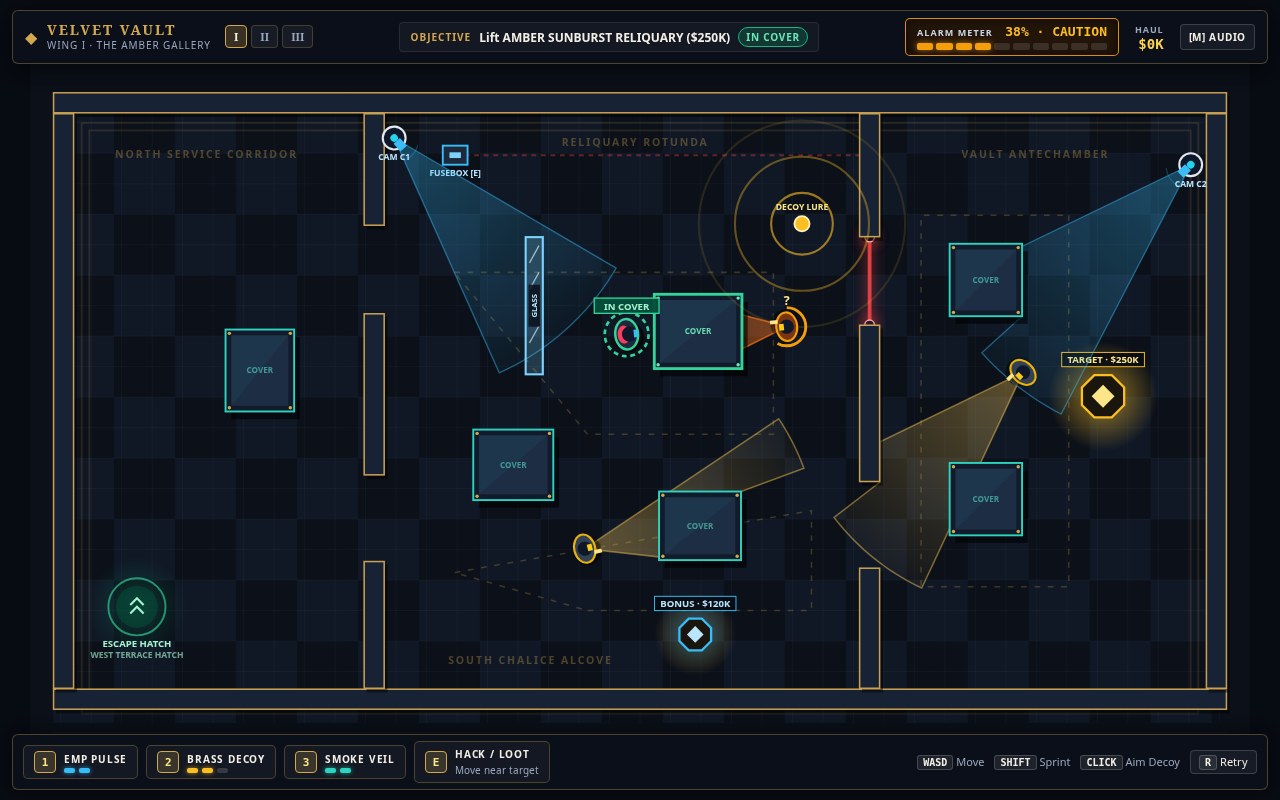 VELVET VAULT
WING I · THE AMBER GALLERY
I
II
III
OBJECTIVE Lift AMBER SUNBURST RELIQUARY ($250K) IN COVER
ALARM METER 38% · CAUTION
HAUL
$0K
[M] AUDIO
NORTH SERVICE CORRIDOR
RELIQUARY ROTUNDA
VAULT ANTECHAMBER
CAM C1
FUSEBOX [E]
CAM C2
DECOY LURE
COVER
GLASS
IN COVER
?
COVER
COVER
TARGET · $250K
COVER
COVER
COVER
COVER
BONUS · $120K
ESCAPE HATCH
WEST TERRACE HATCH
SOUTH CHALICE ALCOVE
1 EMP PULSE
2 BRASS DECOY
3 SMOKE VEIL
E HACK / LOOT
Move near target
WASD Move
SHIFT Sprint
CLICK Aim Decoy
R Retry